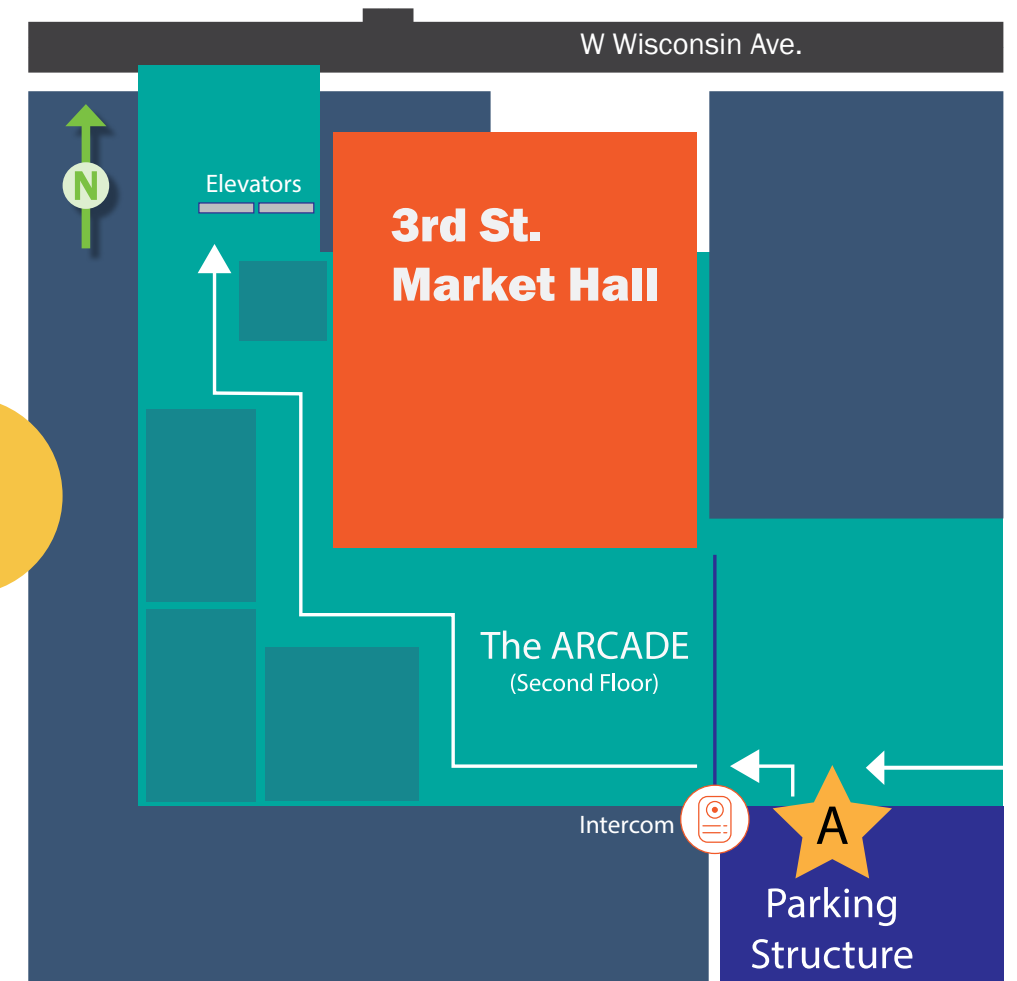 W Wisconsin Ave.
N
Elevators
3rd St.
Market Hall
The ARCADE
(Second Floor)
Intercom
A
Parking
Structure